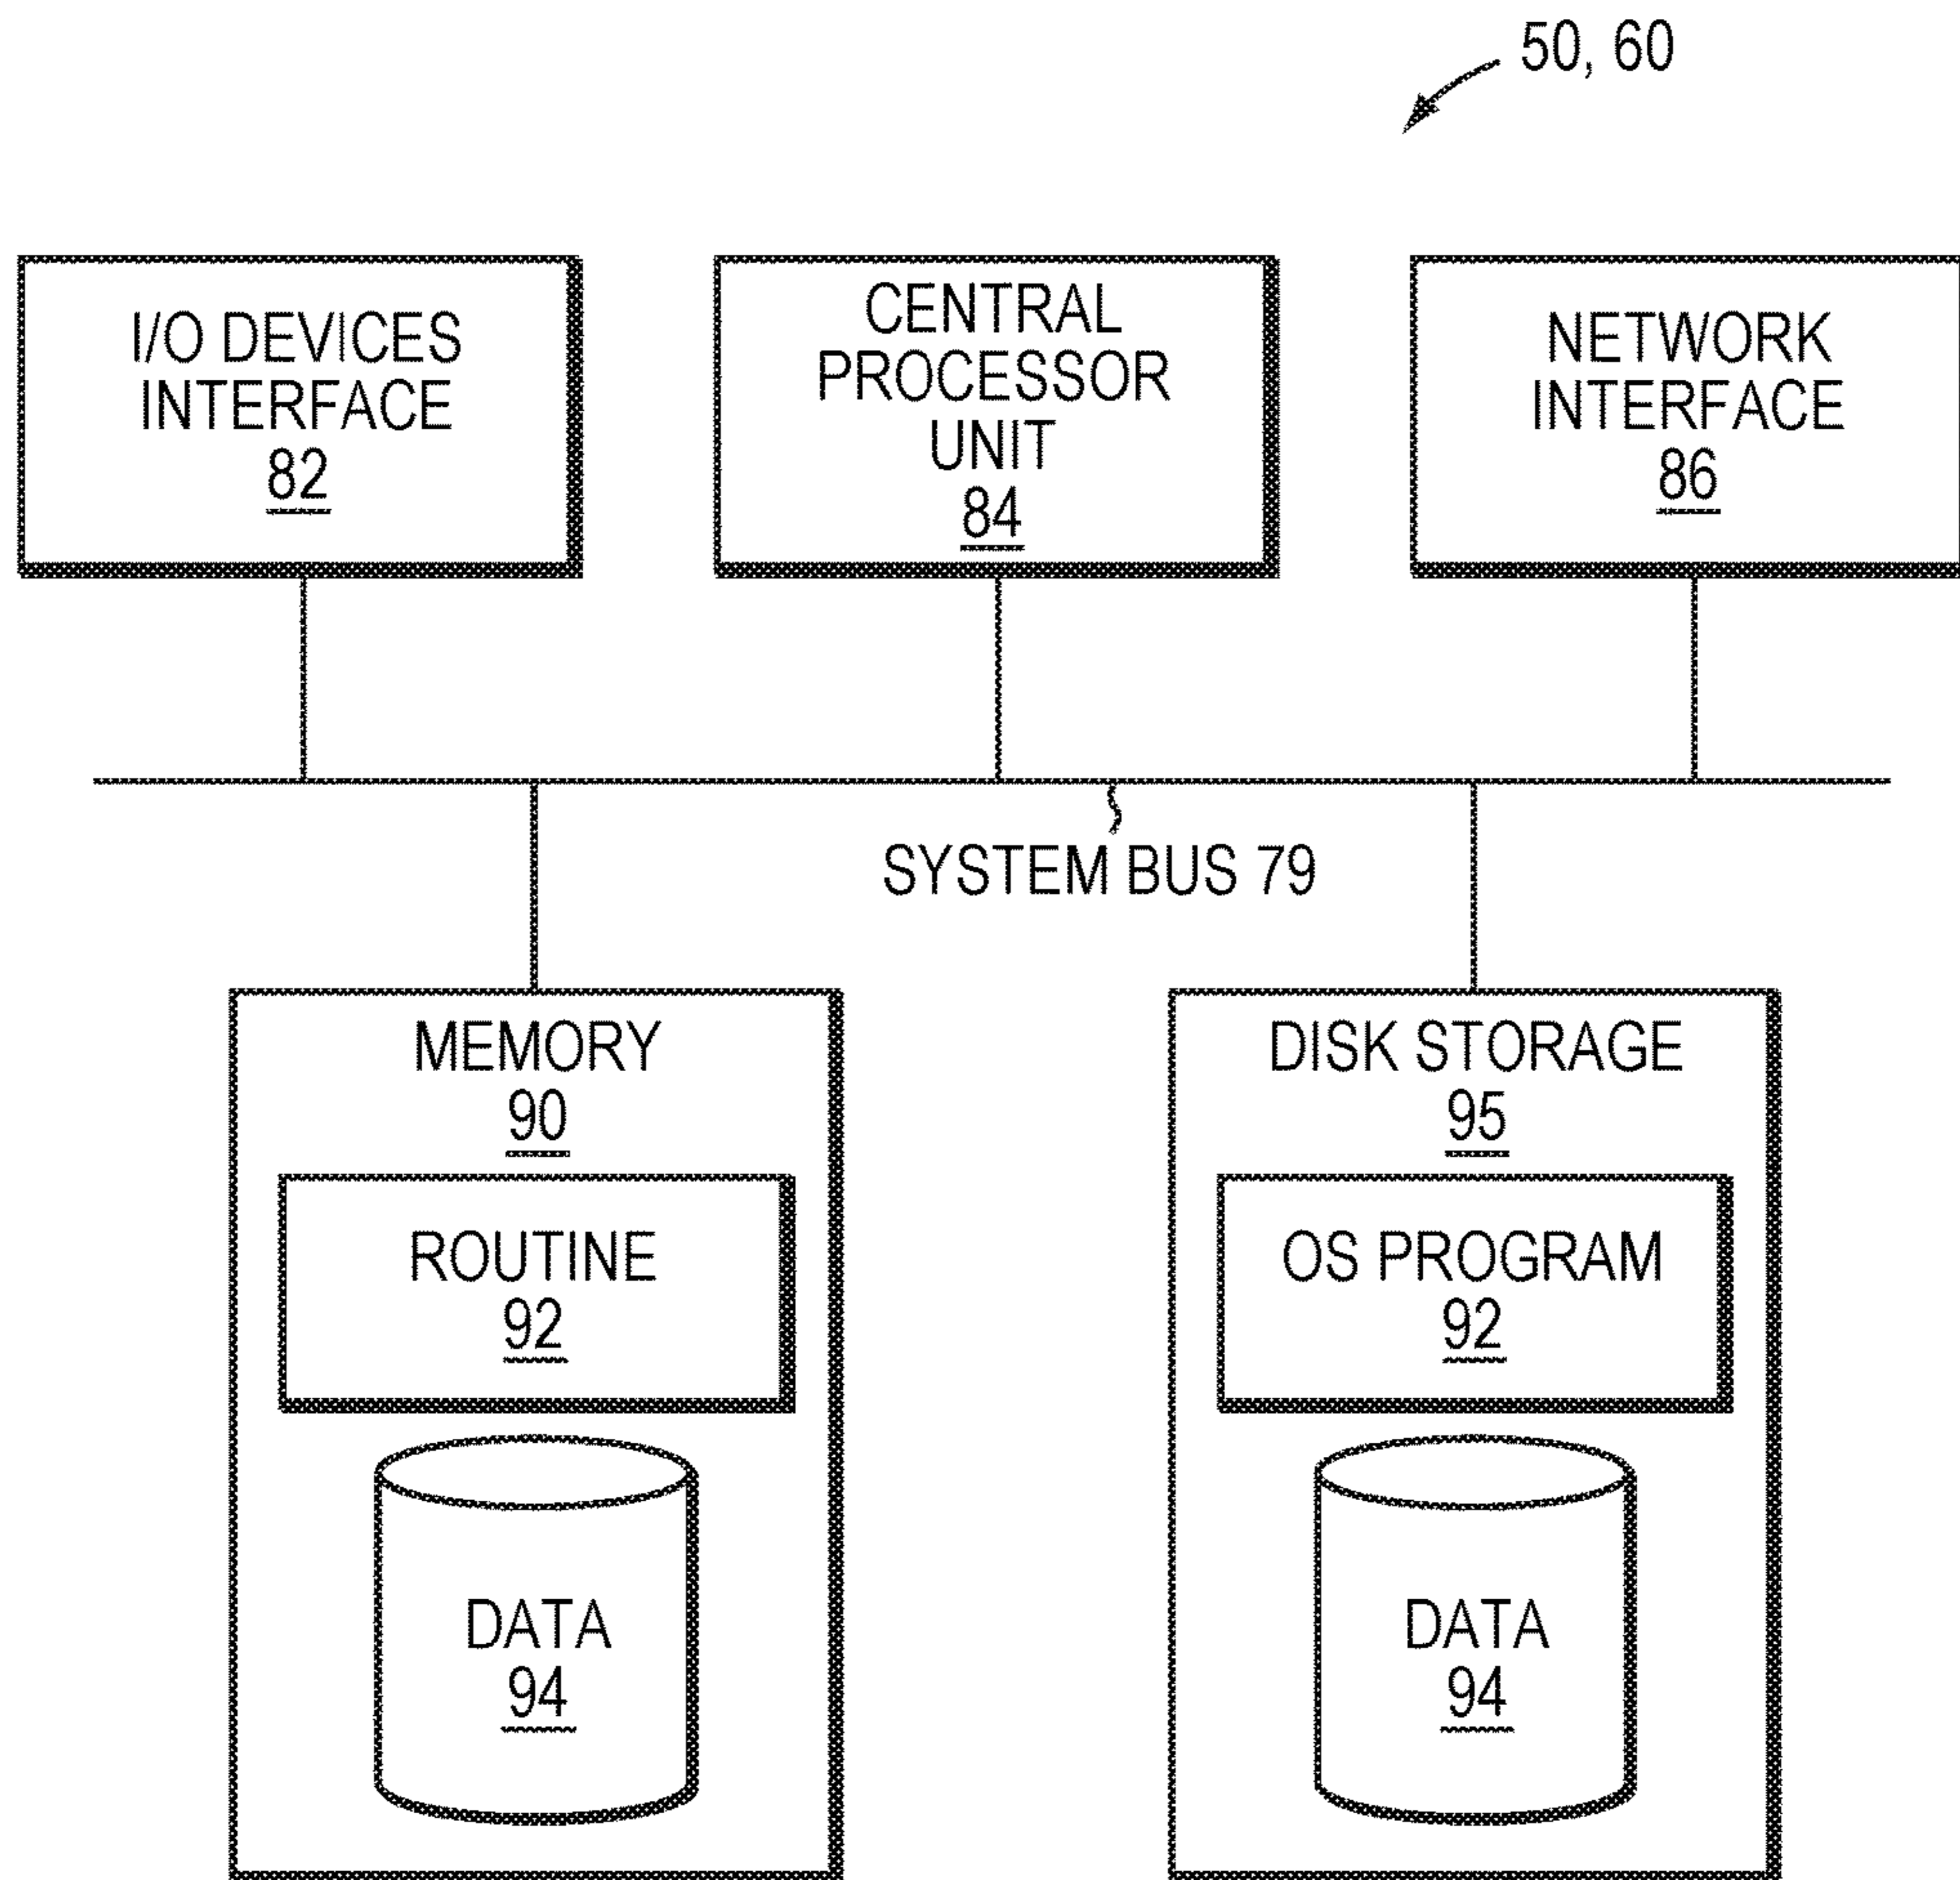 50, 60
I/O DEVICES
INTERFACE
82
CENTRAL
PROCESSOR
UNIT
84
NETWORK
INTERFACE
86
SYSTEM BUS 79
MEMORY
90
ROUTINE
92
DATA
94
DISK STORAGE
95
OS PROGRAM
92
DATA
94